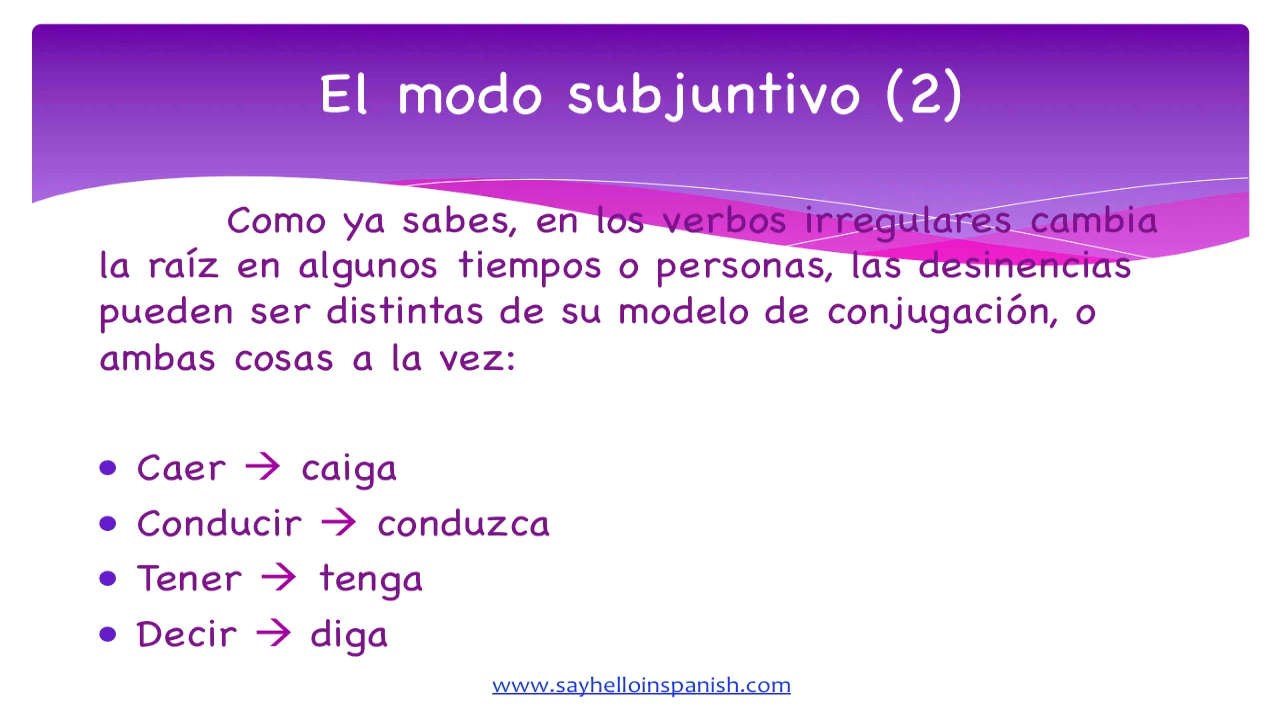 El modo subjuntivo (2)
Como ya sabes, en los verbos irregulares cambia
la raíz en algunos tiempos o personas, las desinencias
pueden ser distintas de su modelo de conjugación, o
ambas cosas a la vez:
• Caer → caiga
• Conducir → conduzca
• Tener → tenga
• Decir → diga
www.sayhelloinspanish.com